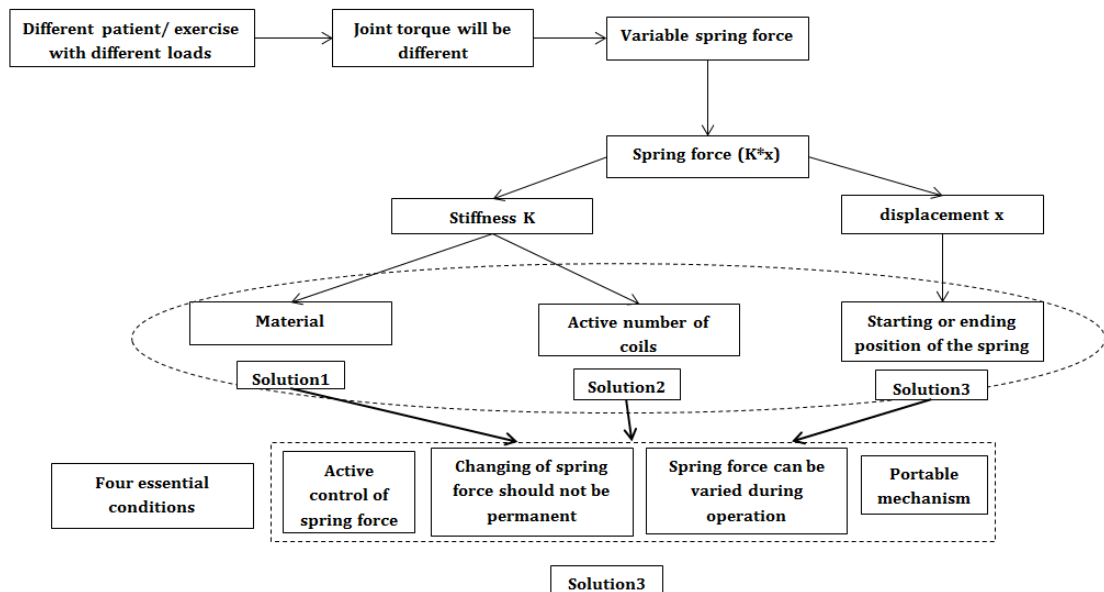 Different patient/ exercise
with different loads
Joint torque will be
different
Variable spring force
Spring force (K*x)
Stiffness K
displacement x
Material
Active number of
coils
Starting or ending
position of the spring
Solution1
Solution2
Solution3
Four essential
conditions
Active
control of
spring force
Changing of spring
force should not be
permanent
Spring force can be
varied during
operation
Portable
mechanism
Solution3